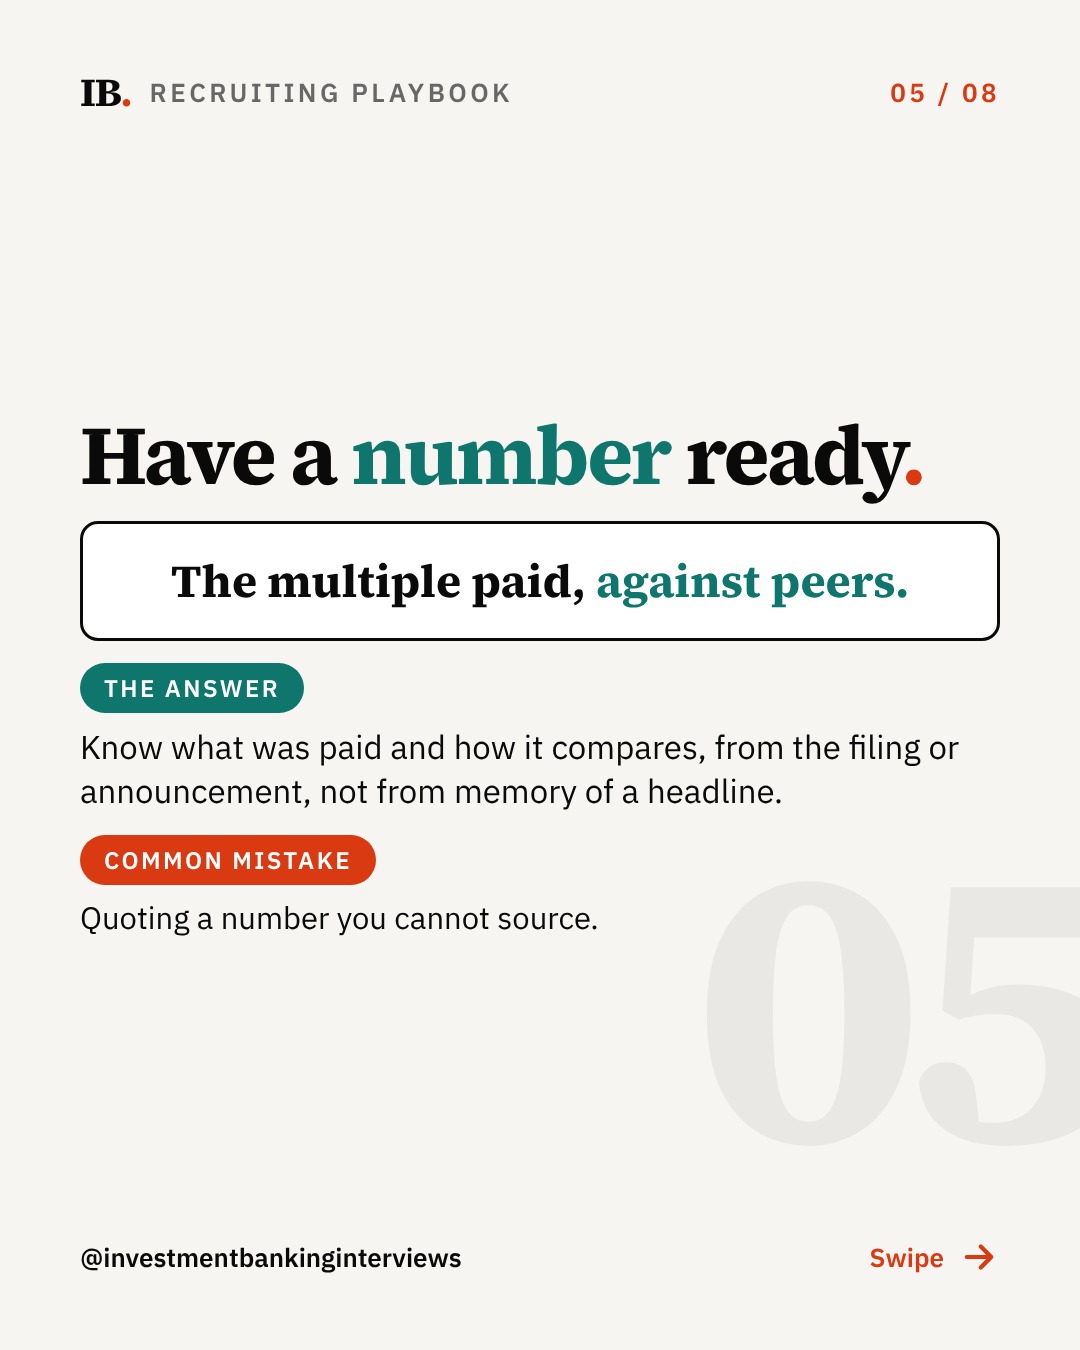 IB. RECRUITING PLAYBOOK
05 / 08
Have a number ready.
The multiple paid, against peers.
THE ANSWER
Know what was paid and how it compares, from the filing or
announcement, not from memory of a headline.
COMMON MISTAKE
Quoting a number you cannot source.
05
@investmentbankinginterviews
Swipe →